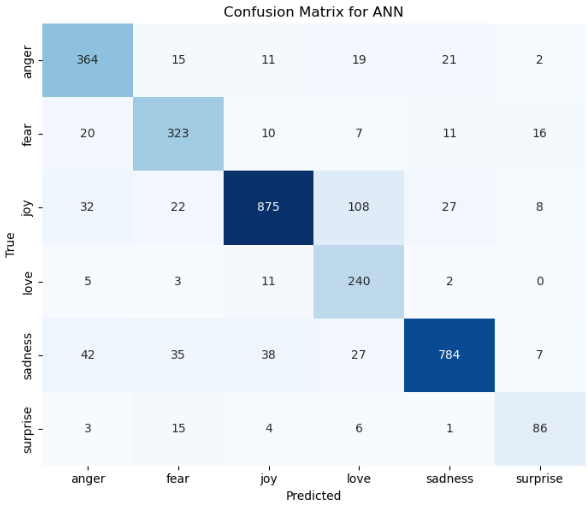 Confusion Matrix for ANN
anger 364 15 11 19 21 2
fear 20 323 10 7 11 16
joy 32 22 875 108 27 8
True
love 5 3 11 240 2 0
sadness 42 35 38 27 784 7
surprise 3 15 4 6 1 86
anger fear joy love sadness surprise
Predicted